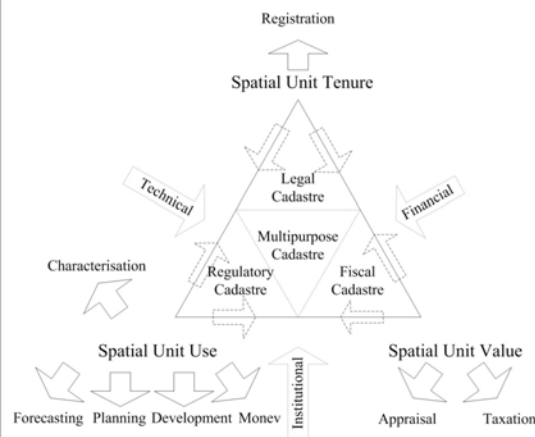 Registration
Spatial Unit Tenure
Legal
Cadastre
Technical
Financial
Multipurpose
Cadastre
Characterisation
Regulatory
Cadastre
Fiscal
Cadastre
Spatial Unit Use
Institutional
Spatial Unit Value
Forecasting Planning Development Monev
Appraisal Taxation